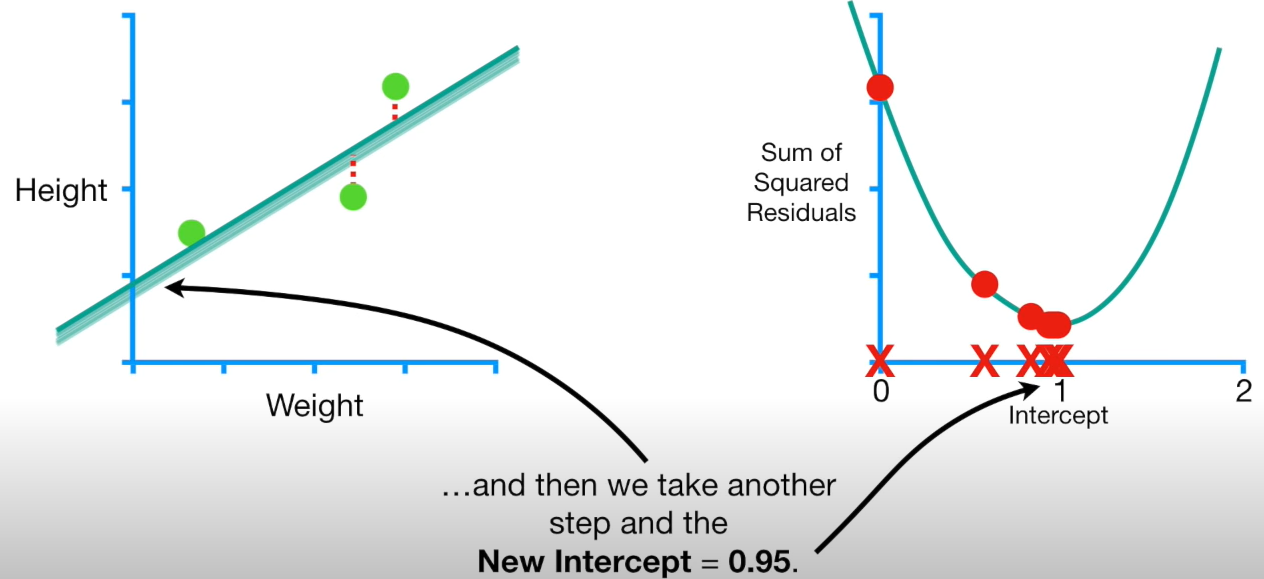 Height
Weight
Sum of
Squared
Residuals
X X X X X X
0 1 2
Intercept
…and then we take another
step and the
New Intercept = 0.95.